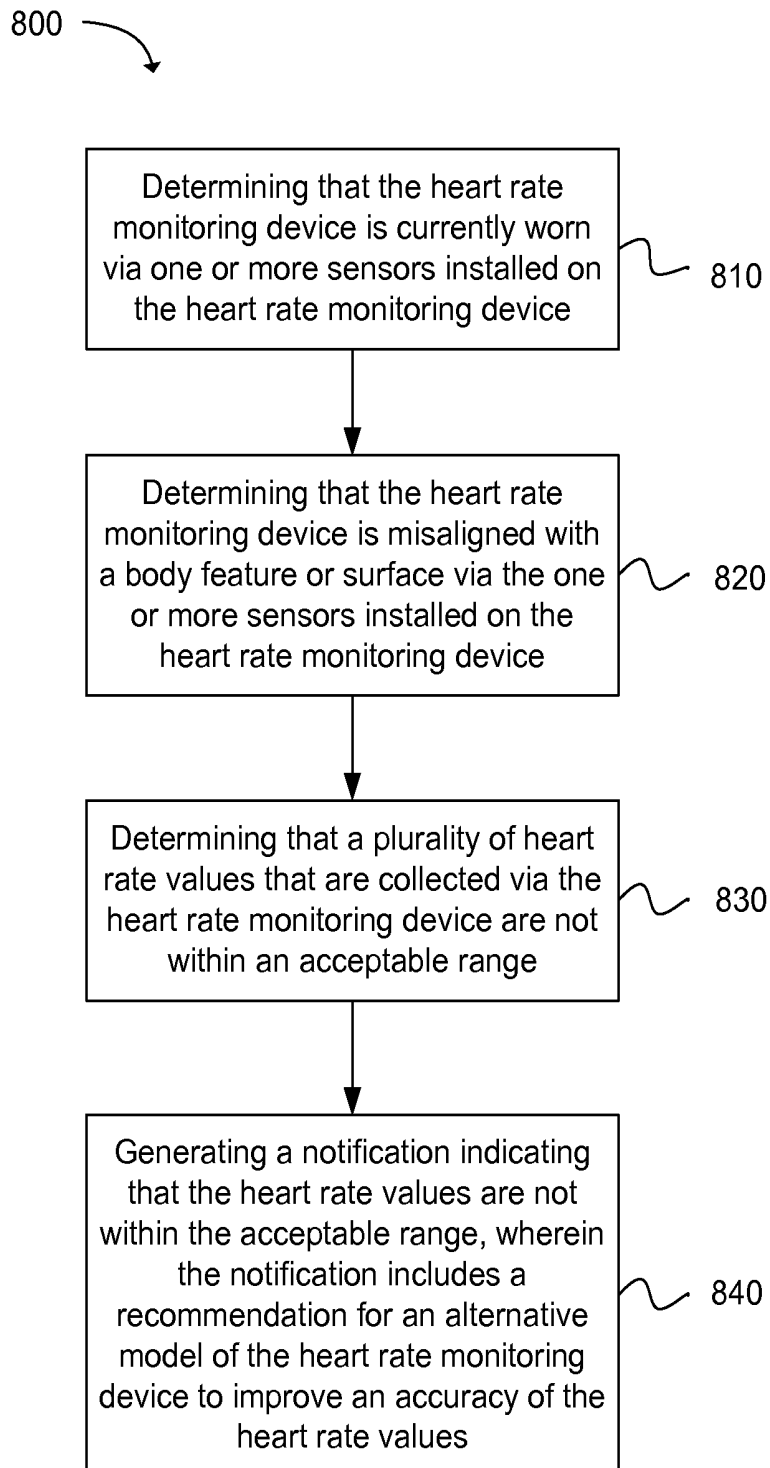 800
Determining that the heart rate
monitoring device is currently worn
via one or more sensors installed on
the heart rate monitoring device
810
Determining that the heart rate
monitoring device is misaligned with
a body feature or surface via the one
or more sensors installed on the
heart rate monitoring device
820
Determining that a plurality of heart
rate values that are collected via the
heart rate monitoring device are not
within an acceptable range
830
Generating a notification indicating
that the heart rate values are not
within the acceptable range, wherein
the notification includes a
recommendation for an alternative
model of the heart rate monitoring
device to improve an accuracy of the
heart rate values
840